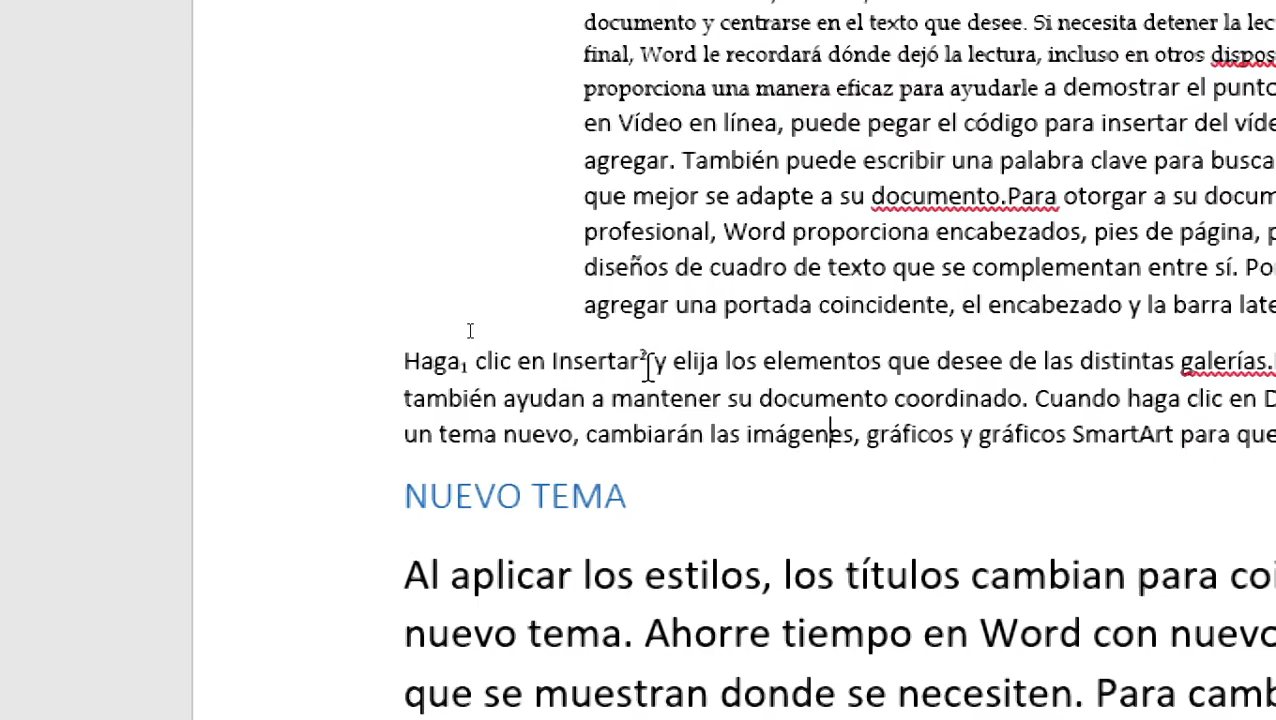 documento y centrarse en el texto que desee. Si necesita detener la lec
final, Word le recordará dónde dejó la lectura, incluso en otros dispos
proporciona una manera eficaz para ayudarle a demostrar el punto
en Vídeo en línea, puede pegar el código para insertar del víde
agregar. También puede escribir una palabra clave para busca
que mejor se adapte a su documento.Para otorgar a su docum
profesional, Word proporciona encabezados, pies de página, p
diseños de cuadro de texto que se complementan entre sí. Po
agregar una portada coincidente, el encabezado y la barra late
Haga₁ clic en Insertar² y elija los elementos que desee de las distintas galerías.
también ayudan a mantener su documento coordinado. Cuando haga clic en D
un tema nuevo, cambiarán las imágenes, gráficos y gráficos SmartArt para que
NUEVO TEMA
Al aplicar los estilos, los títulos cambian para coi
nuevo tema. Ahorre tiempo en Word con nuevo
que se muestran donde se necesiten. Para camb